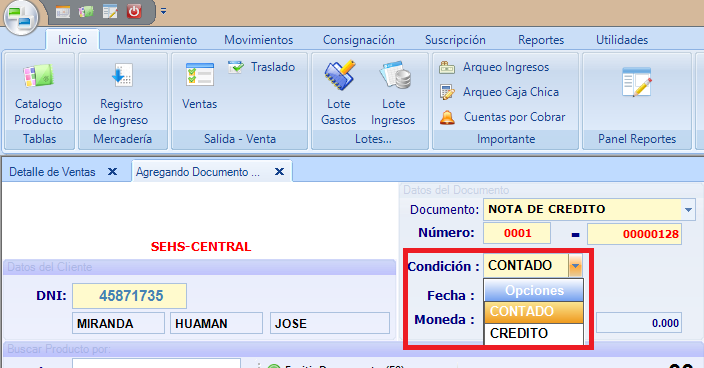 Inicio Mantenimiento Movimientos Consignación Suscripción Reportes Utilidades
Catalogo
Producto
Tablas
Registro
de Ingreso
Mercadería
Ventas
Traslado
Salida - Venta
Lote
Gastos
Lote
Ingresos
Lotes...
Arqueo Ingresos
Arqueo Caja Chica
Cuentas por Cobrar
Importante
Panel Reportes
Detalle de Ventas
Agregando Documento ...
SEHS-CENTRAL
Datos del Cliente
DNI: 45871735
MIRANDA HUAMAN JOSE
Buscar Producto por:
Datos del Documento
Documento: NOTA DE CREDITO
Número: 0001 - 00000128
Condición : CONTADO
Opciones
CONTADO
CREDITO
Fecha :
Moneda :
0.000